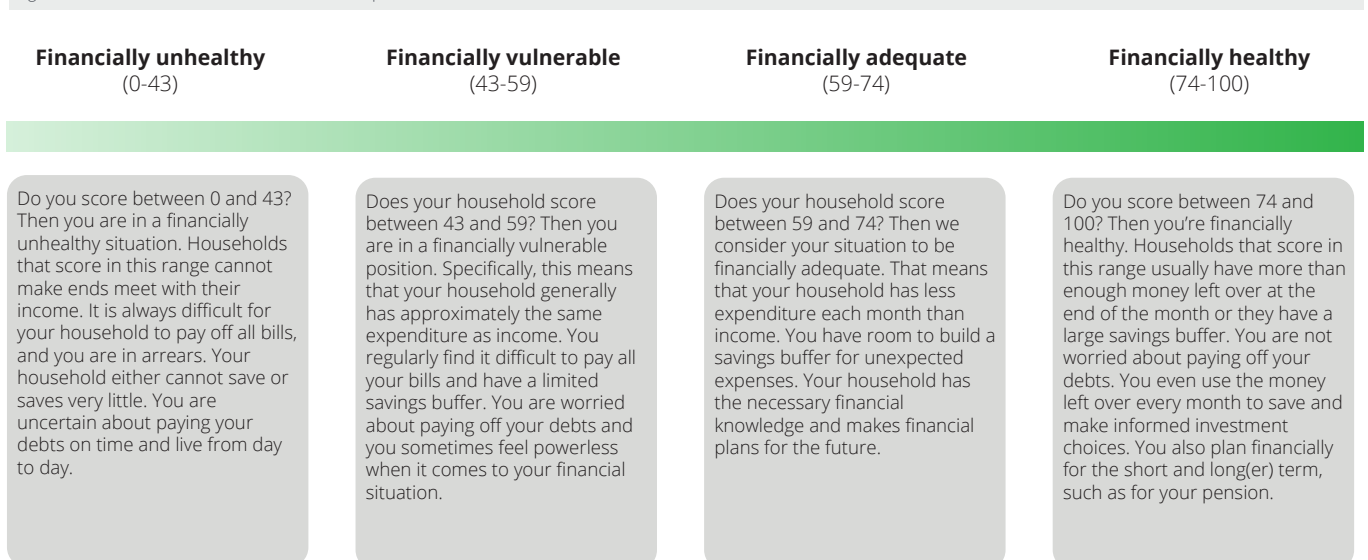 Financially unhealthy
(0-43)
Financially vulnerable
(43-59)
Financially adequate
(59-74)
Financially healthy
(74-100)
Do you score between 0 and 43?
Then you are in a financially
unhealthy situation. Households
that score in this range cannot
make ends meet with their
income. It is always difficult for
your household to pay off all bills,
and you are in arrears. Your
household either cannot save or
saves very little. You are
uncertain about paying your
debts on time and live from day
to day.
Does your household score
between 43 and 59? Then you
are in a financially vulnerable
position. Specifically, this means
that your household generally
has approximately the same
expenditure as income. You
regularly find it difficult to pay all
your bills and have a limited
savings buffer. You are worried
about paying off your debts and
you sometimes feel powerless
when it comes to your financial
situation.
Does your household score
between 59 and 74? Then we
consider your situation to be
financially adequate. That means
that your household has less
expenditure each month than
income. You have room to build a
savings buffer for unexpected
expenses. Your household has
the necessary financial
knowledge and makes financial
plans for the future.
Do you score between 74 and
100? Then you're financially
healthy. Households that score in
this range usually have more than
enough money left over at the
end of the month or they have a
large savings buffer. You are not
worried about paying off your
debts. You even use the money
left over every month to save and
make informed investment
choices. You also plan financially
for the short and long(er) term,
such as for your pension.